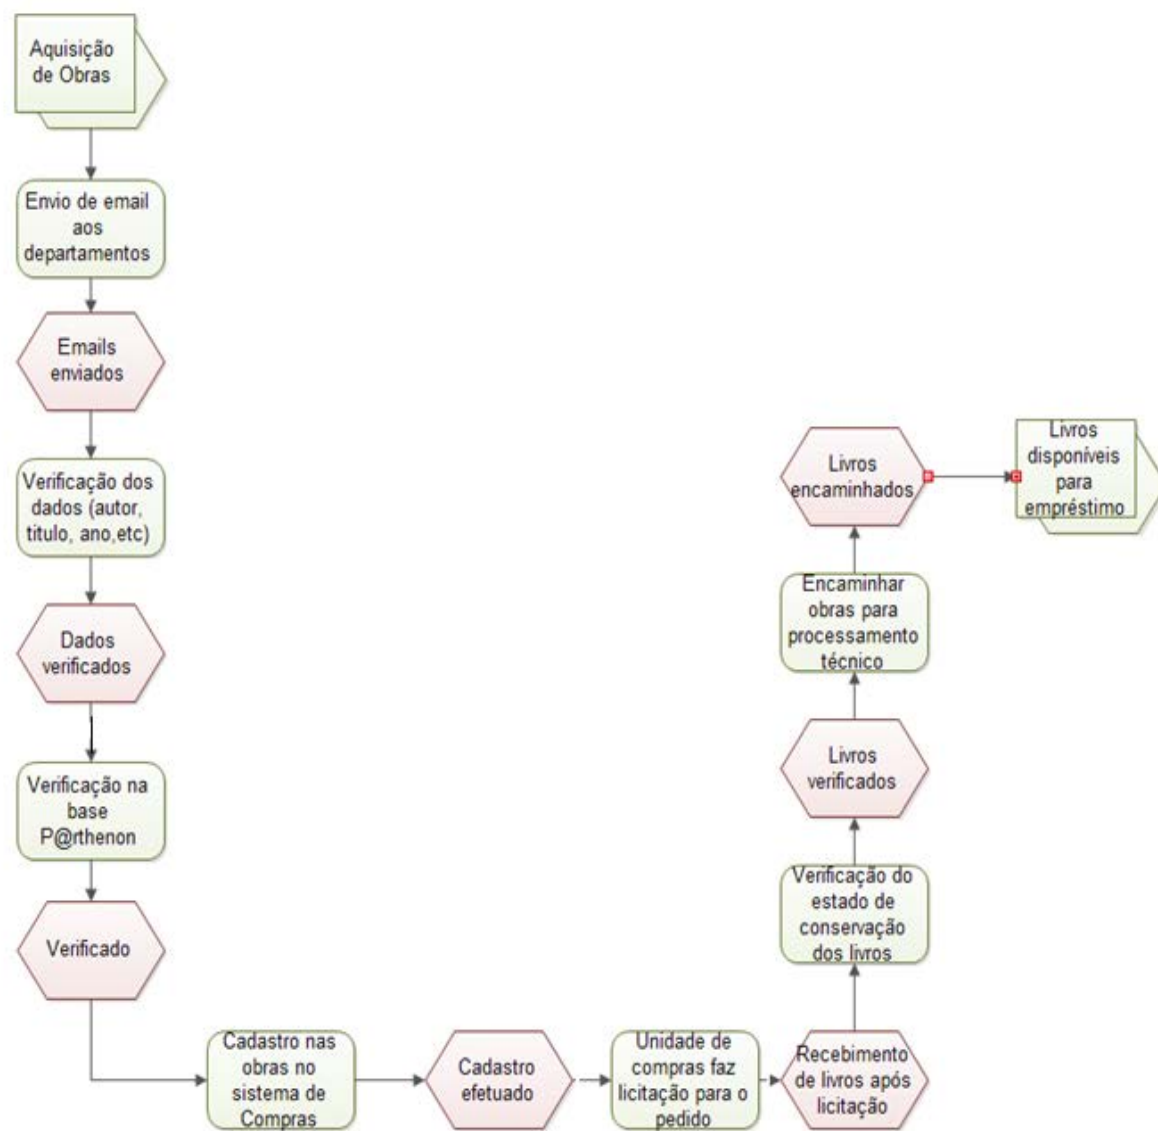 Aquisição
de Obras
Envio de email
aos
departamentos
Emails
enviados
Verificação dos
dados (autor,
titulo, ano,etc)
Dados
verificados
Verificação na
base
P@rthenon
Verificado
Cadastro nas
obras no
sistema de
Compras
Cadastro
efetuado
Unidade de
compras faz
licitação para o
pedido
Recebimento
de livros após
licitação
Verificação do
estado de
conservação
dos livros
Livros
verificados
Encaminhar
obras para
processamento
técnico
Livros
encaminhados
Livros
disponíveis
para
empréstimo